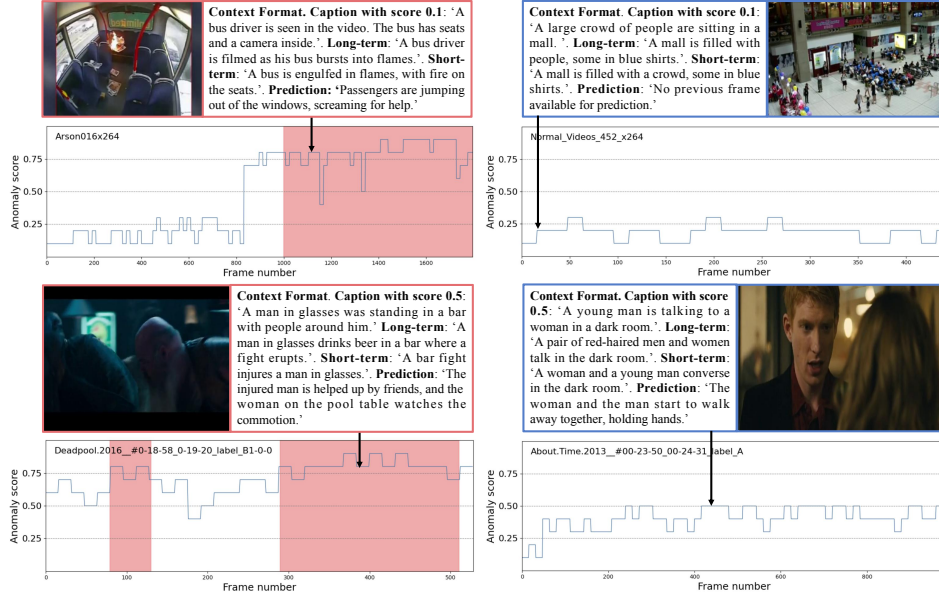 Context Format. Caption with score 0.1: ‘A
bus driver is seen in the video. The bus has seats
and a camera inside.’. Long-term: ‘A bus driver
is filmed as his bus bursts into flames.’. Short-
term: ‘A bus is engulfed in flames, with fire on
the seats.’. Prediction: ‘Passengers are jumping
out of the windows, screaming for help.’
Arson016x264
Anomaly score
0.75
0.50
0.25
0 200 400 600 800 1000 1200 1400 1600
Frame number
Context Format. Caption with score 0.1:
‘A large crowd of people are sitting in a
mall. ’. Long-term: ‘A mall is filled with
people, some in blue shirts.’. Short-term:
‘A mall is filled with a crowd, some in blue
shirts.’. Prediction: ‘No previous frame
available for prediction.’
Normal_Videos_452_x264
Anomaly score
0.75
0.50
0.25
0 50 100 150 200 250 300 350 400
Frame number
Context Format. Caption with score 0.5:
‘A man in glasses was standing in a bar
with people around him.’ Long-term: ‘A
man in glasses drinks beer in a bar where a
fight erupts.’. Short-term: ‘A bar fight
injures a man in glasses.’. Prediction: ‘The
injured man is helped up by friends, and the
woman on the pool table watches the
commotion.’
Deadpool.2016__#0-18-58_0-19-20_label_B1-0-0
Anomaly score
0.75
0.50
0.25
0 100 200 300 400 500
Frame number
Context Format. Caption with score
0.5: ‘A young man is talking to a
woman in a dark room.’. Long-term:
‘A pair of red-haired men and women
talk in the dark room.’. Short-term:
‘A woman and a young man converse
in the dark room.’. Prediction: ‘The
woman and the man start to walk
away together, holding hands.’
About.Time.2013__#00-23-50_00-24-31_label_A
Anomaly score
0.75
0.50
0.25
0 200 400 600 800
Frame number